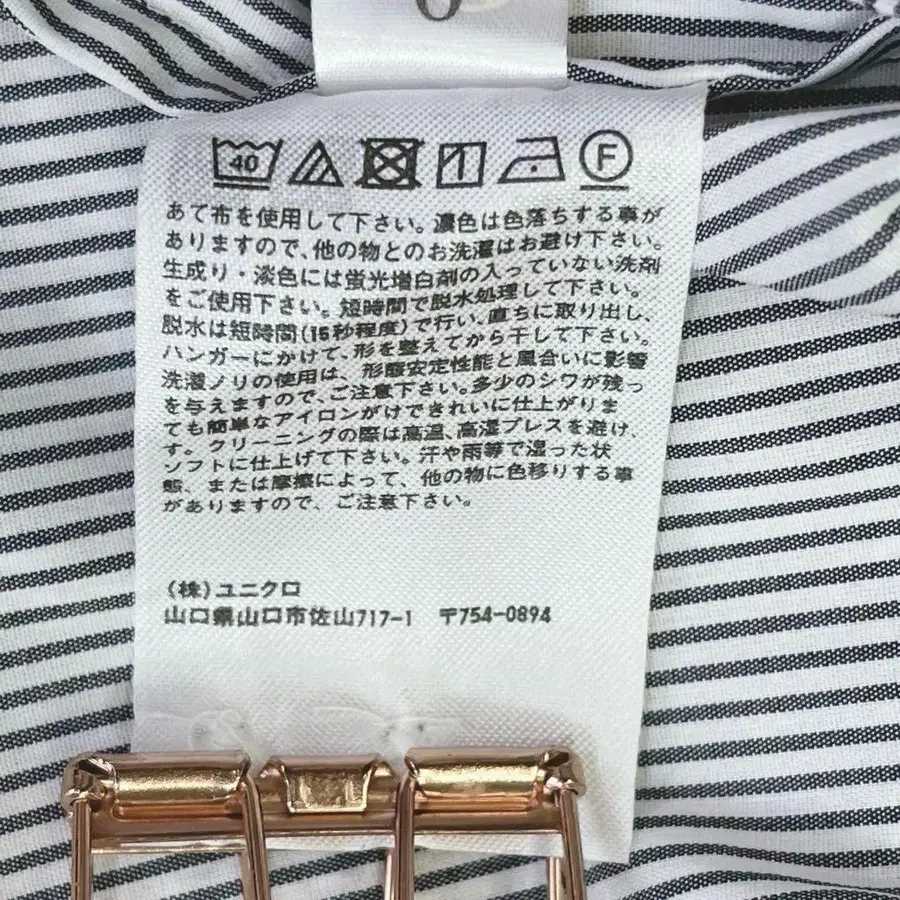 40 F
あて布を使用して下さい。濃色は色落ちする事が
ありますので、他の物とのお洗濯はお避け下さい。
生成り・淡色には蛍光増白剤の入っていない洗剤
をご使用下さい。短時間で脱水処理して下さい。
脱水は短時間(15秒程度)で行い、直ちに取り出し、
ハンガーにかけて、形を整えてから干して下さい。
洗濯ノリの使用は、形態安定性能と風合いに影響
を与えますので、ご注意下さい。多少のシワが残っ
ても簡単なアイロンがけできれいに仕上がりま
す。クリーニングの際は高温、高湿プレスを避け、
ソフトに仕上げて下さい。汗や雨等で湿った状
態、または摩擦によって、他の物に色移りする事
がありますので、ご注意下さい。
(株)ユニクロ
山口県山口市佐山717-1 〒754-0894